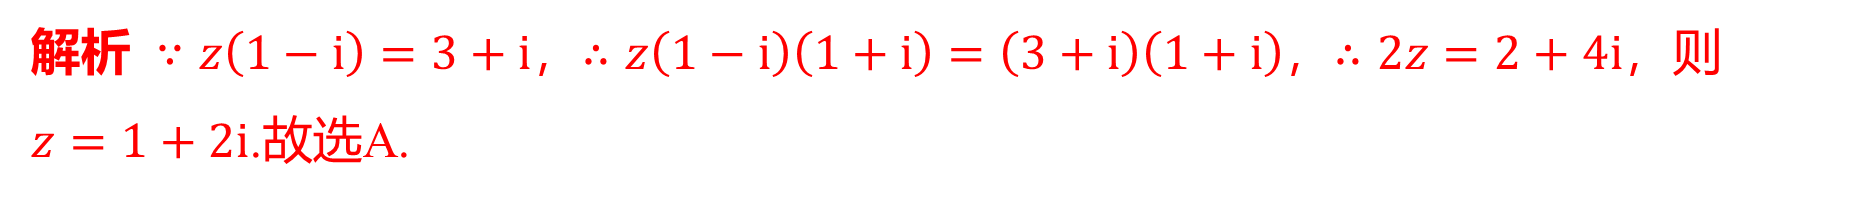 解析 ∵ z(1 − i) = 3 + i，∴ z(1 − i)(1 + i) = (3 + i)(1 + i)，∴ 2z = 2 + 4i，则
z = 1 + 2i.故选A.